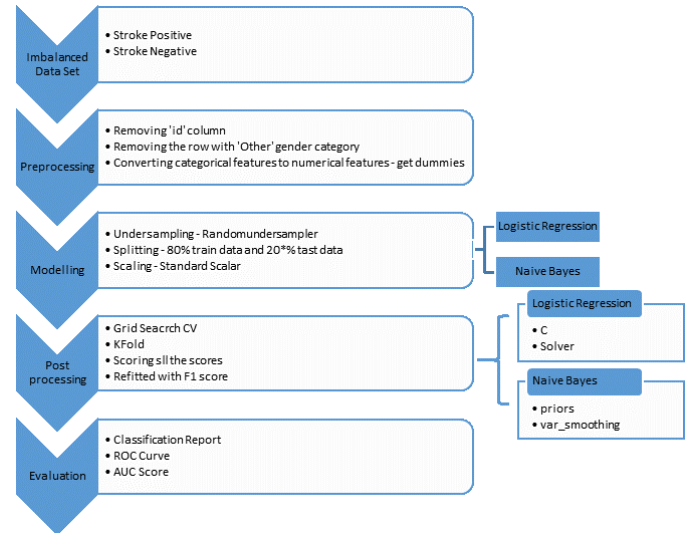 Imbalanced
Data Set
• Stroke Positive
• Stroke Negative
Preprocessing
• Removing 'id' column
• Removing the row with 'Other' gender category
• Converting categorical features to numerical features - get dummies
Modelling
• Undersampling - Randomundersampler
• Splitting - 80% train data and 20*% tast data
• Scaling - Standard Scalar
Logistic Regression
Naive Bayes
Post
processing
• Grid Seacrch CV
• KFold
• Scoring sll the scores
• Refitted with F1 score
Logistic Regression
• C
• Solver
Naive Bayes
• priors
• var_smoothing
Evaluation
• Classification Report
• ROC Curve
• AUC Score